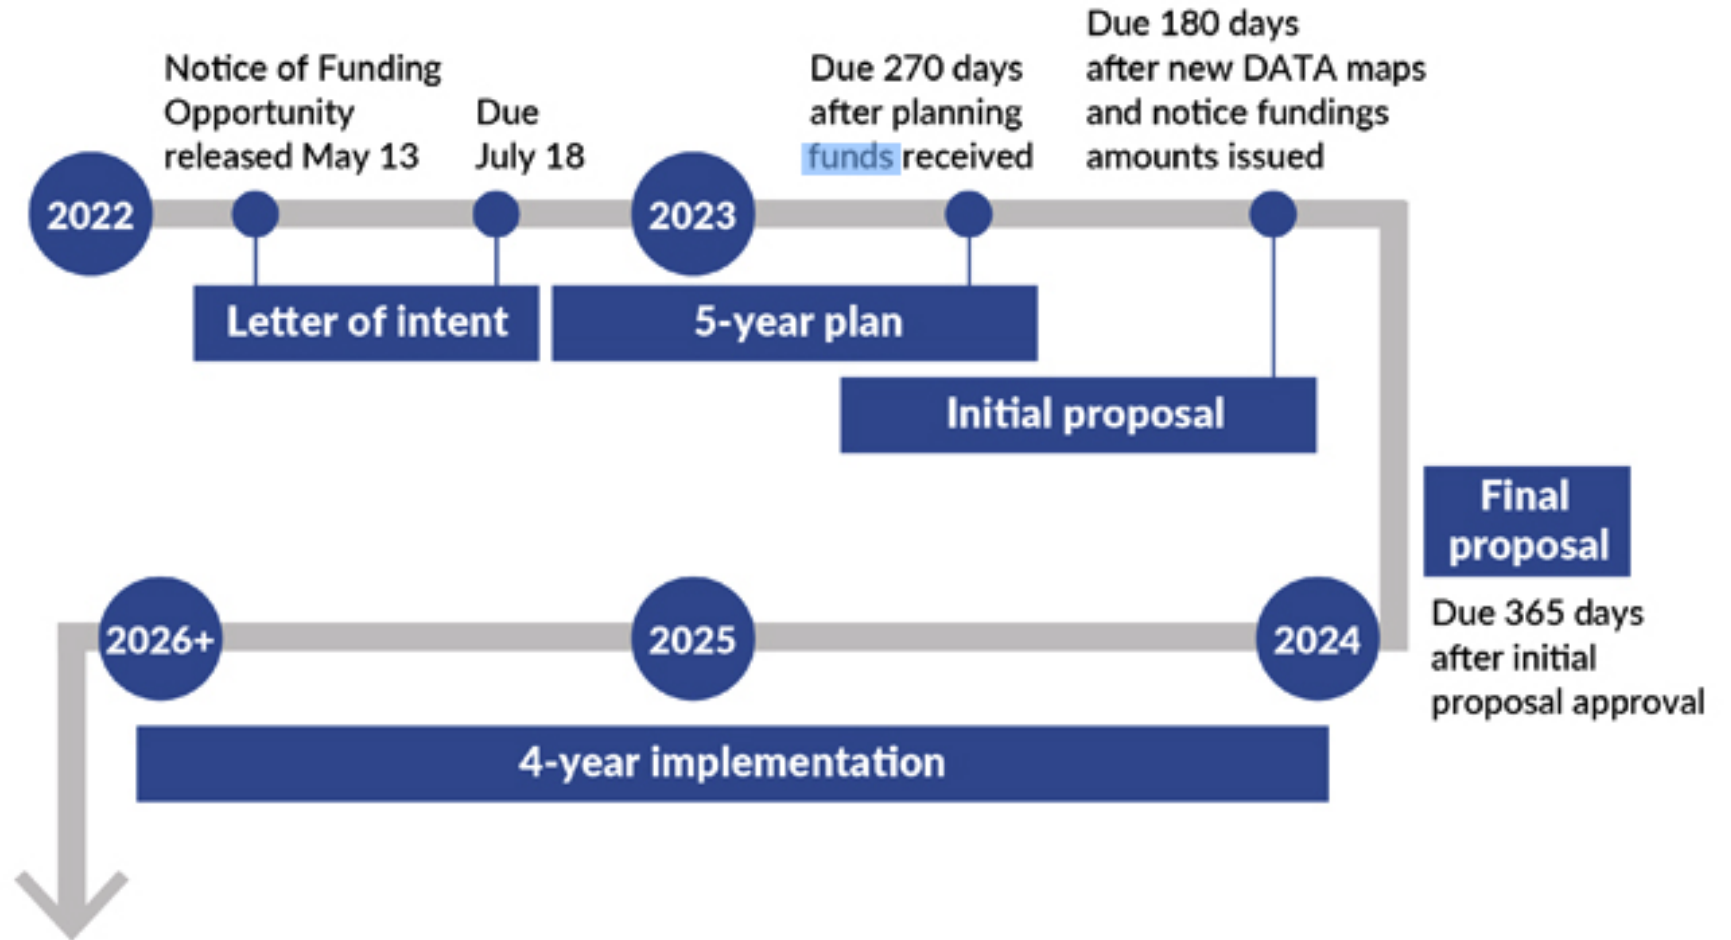 Notice of Funding
Opportunity
released May 13
Due
July 18
Due 270 days
after planning
funds received
Due 180 days
after new DATA maps
and notice fundings
amounts issued
2022
2023
Letter of intent
5-year plan
Initial proposal
Final
proposal
Due 365 days
after initial
proposal approval
2026+
2025
2024
4-year implementation